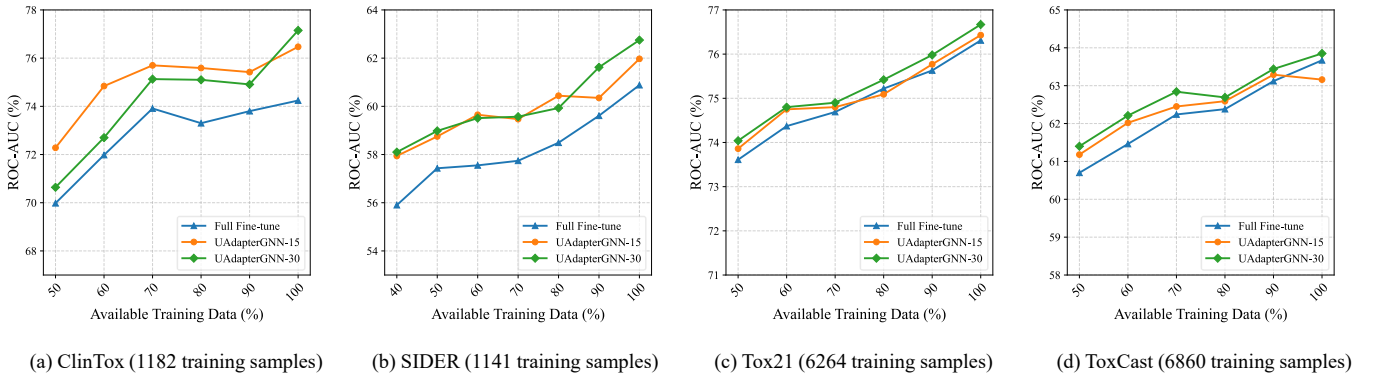 ROC-AUC (%)
78
76
74
72
70
68
50
60
70
80
90
100
Available Training Data (%)
Full Fine-tune
UAdapterGNN-15
UAdapterGNN-30
(a) ClinTox (1182 training samples)
ROC-AUC (%)
64
62
60
58
56
54
40
50
60
70
80
90
100
Available Training Data (%)
Full Fine-tune
UAdapterGNN-15
UAdapterGNN-30
(b) SIDER (1141 training samples)
ROC-AUC (%)
77
76
75
74
73
72
71
50
60
70
80
90
100
Available Training Data (%)
Full Fine-tune
UAdapterGNN-15
UAdapterGNN-30
(c) Tox21 (6264 training samples)
ROC-AUC (%)
65
64
63
62
61
60
59
58
50
60
70
80
90
100
Available Training Data (%)
Full Fine-tune
UAdapterGNN-15
UAdapterGNN-30
(d) ToxCast (6860 training samples)